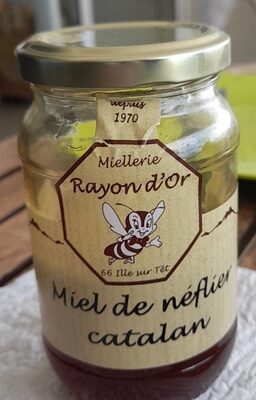 depuis
1970
Miellerie
Rayon d'Or
66 Ille sur Têt
Miel de néflier
catalan